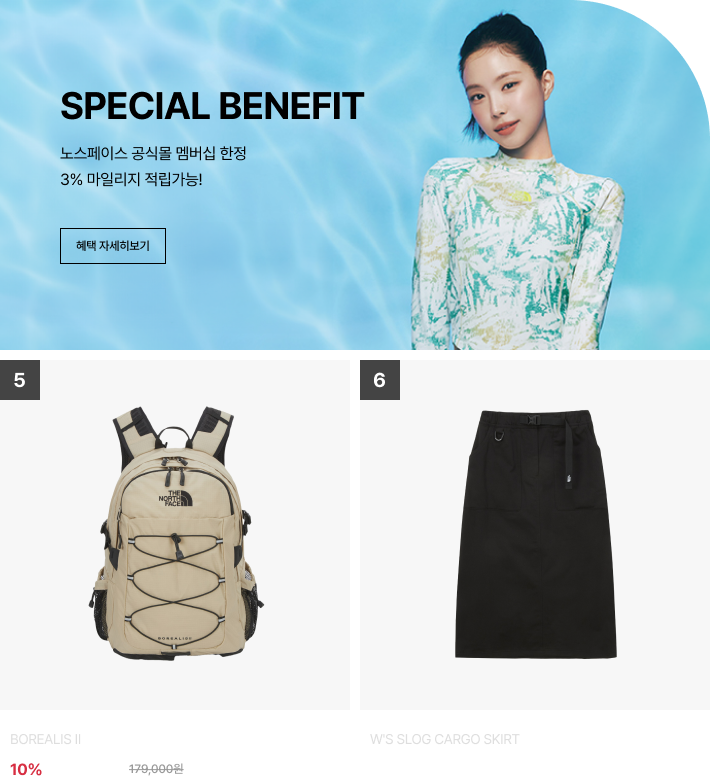 SPECIAL BENEFIT
노스페이스 공식몰 멤버십 한정
3% 마일리지 적립가능!
혜택 자세히보기
5
6
THE
NORTH
FACE
BOREALIS
BOREALIS II
W'S SLOG CARGO SKIRT
10%
179,000원